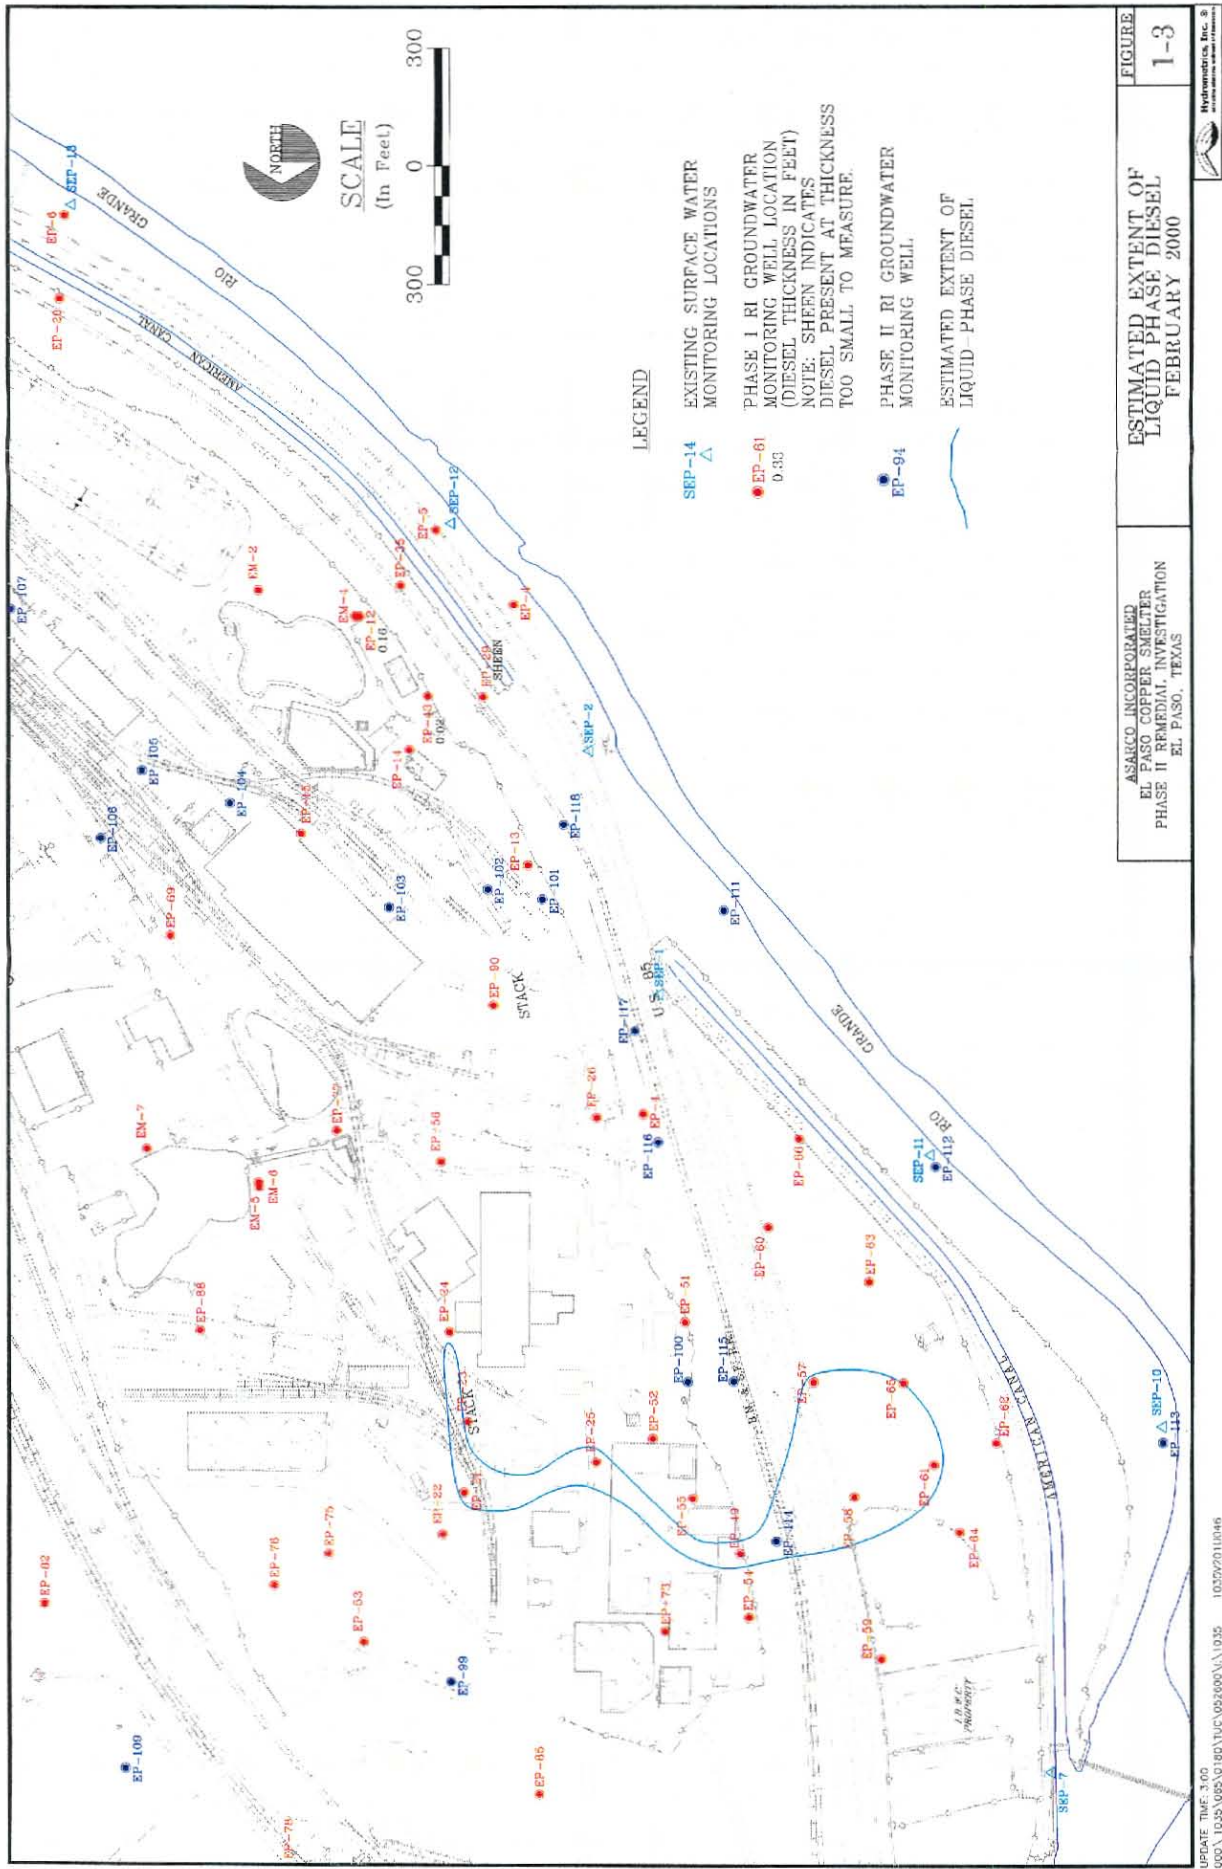 EP-82
EP-109
EP-78
EP-76
EP-75
EP-63
EP-99
EP-85
EP-88
EM-7
EM-5
EM-6
EP-69
EP-106
EP-105
EP-104
EP-107
EP-45
EM-2
EM-4
EP-12
0.16
EP-43
0.02
EP-14
EP-29
SHEEN
EP-35
EP-5
EP-4
SEP-12
EP-6
SEP-2
EP-118
EP-13
EP-102
EP-101
EP-103
EP-90
STACK
EP-56
EP-24
STACK
EP-22
EP-25
EP-26
EP-117
U.S. 85
SEP-1
EP-111
EP-116
EP-66
EP-60
EP-83
EP-51
EP-100
EP-115
EP-52
EP-55
EP-49
EP-54
EP-73
EP-114
EP-57
EP-58
EP-59
EP-65
EP-61
EP-62
EP-64
SEP-11
EP-112
SEP-10
EP-113
SEP-7
PROPERTY
AMERICAN CANAL
AMERICAN CANAL
RIO GRANDE
RIO GRANDE
NORTH
SCALE
(In Feet)
300 0 300
LEGEND
SEP-14
EXISTING SURFACE WATER
MONITORING LOCATIONS
EP-61
0.33
PHASE 1 RI GROUNDWATER
MONITORING WELL LOCATION
(DIESEL THICKNESS IN FEET)
NOTE: SHEEN INDICATES
DIESEL PRESENT AT THICKNESS
TOO SMALL TO MEASURE.
EP-94
PHASE II RI GROUNDWATER
MONITORING WELL
ESTIMATED EXTENT OF
LIQUID-PHASE DIESEL
ASARCO INCORPORATED
EL PASO COPPER SMELTER
PHASE II REMEDIAL INVESTIGATION
EL PASO, TEXAS
ESTIMATED EXTENT OF
LIQUID PHASE DIESEL
FEBRUARY 2000
FIGURE
1-3
Hydrometrics, Inc.
UPDATE TIME: 3:00